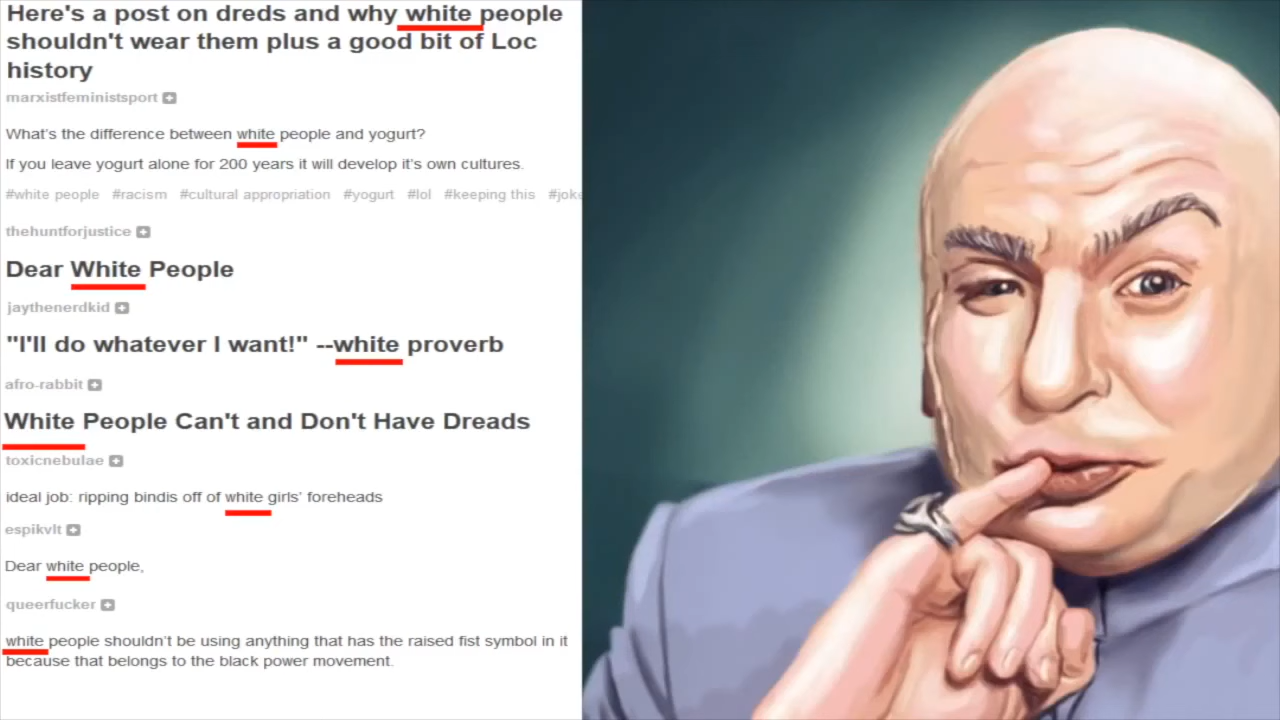 Here's a post on dreds and why white people
shouldn't wear them plus a good bit of Loc
history
marxistfeministsport
What's the difference between white people and yogurt?
If you leave yogurt alone for 200 years it will develop it's own cultures.
#white people #racism #cultural appropriation #yogurt #lol #keeping this #joke
thehuntforjustice
Dear White People
jaythenerdkid
"I'll do whatever I want!" --white proverb
afro-rabbit
White People Can't and Don't Have Dreads
toxicnebulae
ideal job: ripping bindis off of white girls' foreheads
espikvlt
Dear white people,
queerfucker
white people shouldn't be using anything that has the raised fist symbol in it
because that belongs to the black power movement.